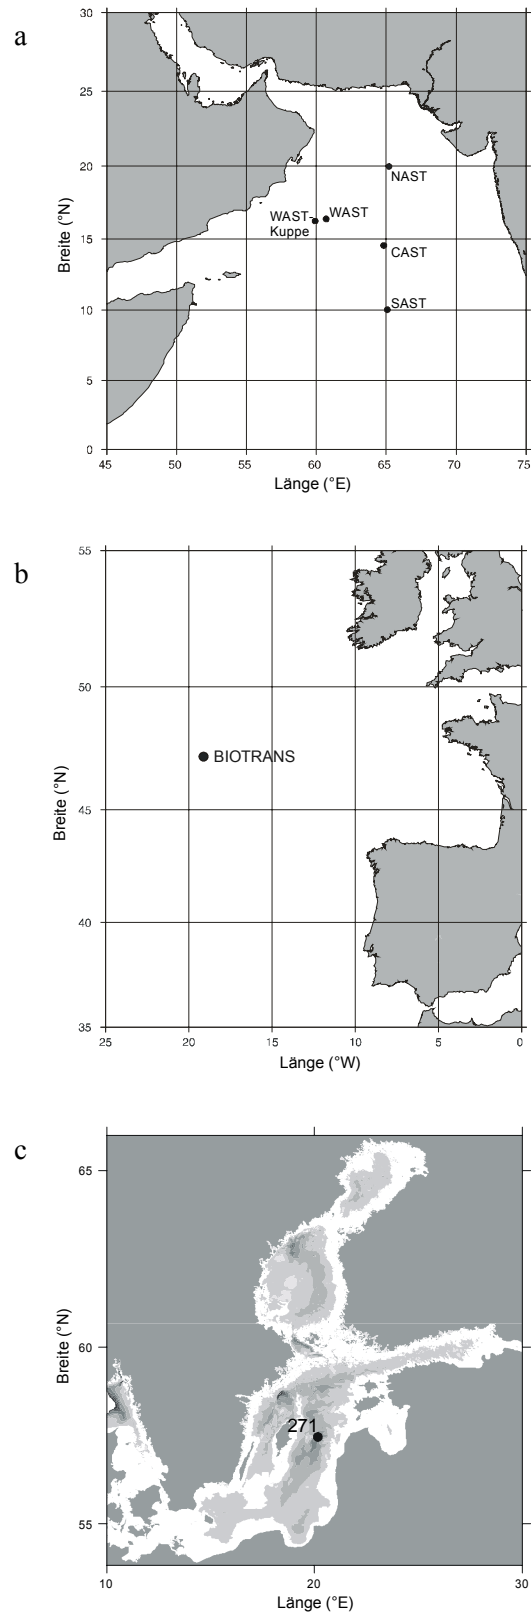 a
30
25
20
15
10
5
0
Breite (°N)
NAST
WAST-
Kuppe
WAST
CAST
SAST
45 50 55 60 65 70 75
Länge (°E)
b
55
50
45
40
35
Breite (°N)
BIOTRANS
25 20 15 10 5 0
Länge (°W)
c
65
60
55
Breite (°N)
271
10 20 30
Länge (°E)